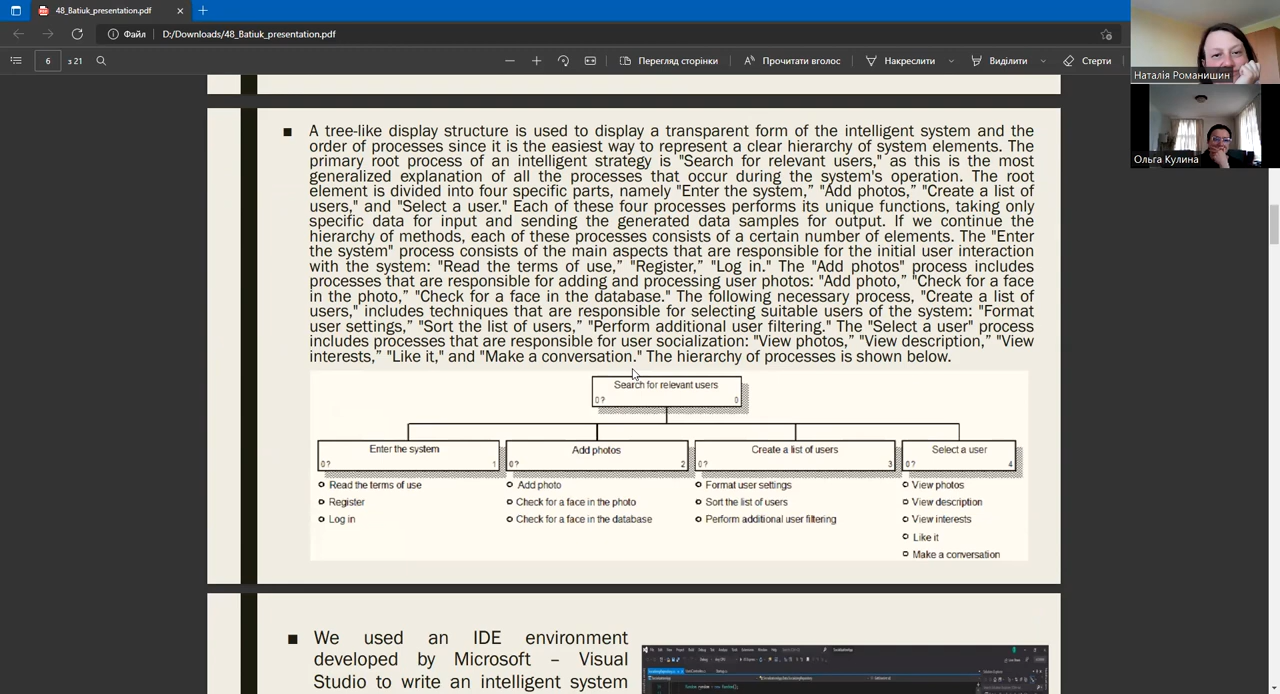 48_Batiuk_presentation.pdf
Файл D:/Downloads/48_Batiuk_presentation.pdf
6 з 21 Перегляд сторінки Прочитати вголос Накреслити Виділити Стерти
Наталія Романишин
Ольга Кулина
A tree-like display structure is used to display a transparent form of the intelligent system and the
order of processes since it is the easiest way to represent a clear hierarchy of system elements. The
primary root process of an intelligent strategy is "Search for relevant users," as this is the most
generalized explanation of all the processes that occur during the system's operation. The root
element is divided into four specific parts, namely "Enter the system,” "Add photos,” "Create a list of
users," and "Select a user." Each of these four processes performs its unique functions, taking only
specific data for input and sending the generated data samples for output. If we continue the
hierarchy of methods, each of these processes consists of a certain number of elements. The "Enter
the system" process consists of the main aspects that are responsible for the initial user interaction
with the system: "Read the terms of use,” "Register,” "Log in." The "Add photos" process includes
processes that are responsible for adding and processing user photos: "Add photo,” "Check for a face
in the photo,” "Check for a face in the database." The following necessary process, "Create a list of
users," includes techniques that are responsible for selecting suitable users of the system: "Format
user settings,” "Sort the list of users,” "Perform additional user filtering." The "Select a user" process
includes processes that are responsible for user socialization: "View photos,” "View description,” "View
interests,” "Like it," and "Make a conversation." The hierarchy of processes is shown below.
Search for relevant users
0 ? 0
Enter the system
0 ? 1
Read the terms of use
Register
Log in
Add photos
0 ? 2
Add photo
Check for a face in the photo
Check for a face in the database
Create a list of users
0 ? 3
Format user settings
Sort the list of users
Perform additional user filtering
Select a user
0 ? 4
View photos
View description
View interests
Like it
Make a conversation
We used an IDE environment
developed by Microsoft – Visual
Studio to write an intelligent system